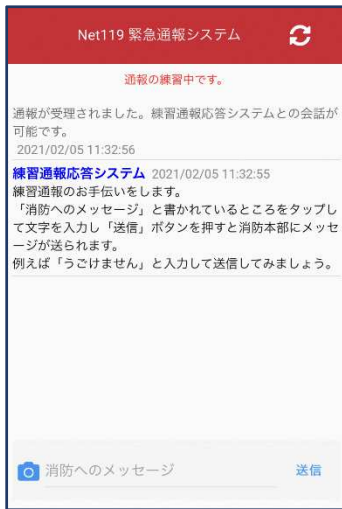 Net119 緊急通報システム
通報の練習中です。
通報が受理されました。練習通報応答システムとの会話が
可能です。
2021/02/05 11:32:56
練習通報応答システム 2021/02/05 11:32:55
練習通報のお手伝いをします。
「消防へのメッセージ」と書かれているところをタップし
て文字を入力し「送信」ボタンを押すと消防本部にメッセ
ージが送られます。
例えば「うごけません」と入力して送信してみましょう。
消防へのメッセージ 送信